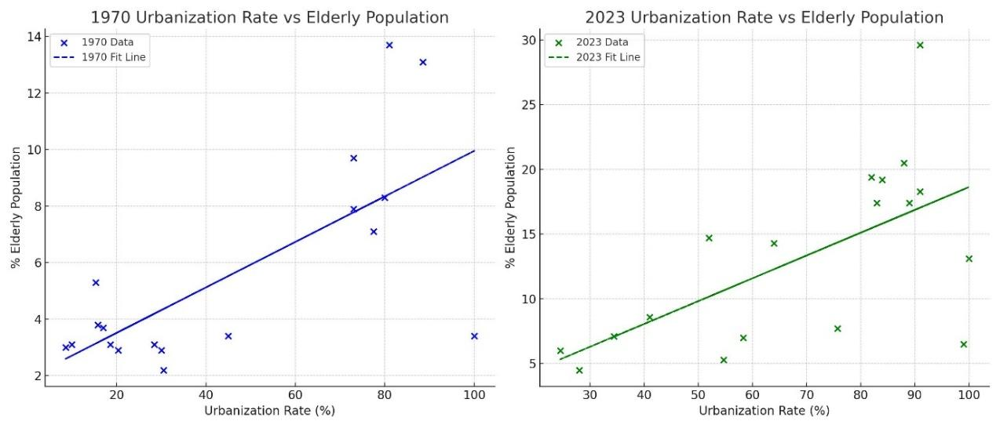 1970 Urbanization Rate vs Elderly Population
1970 Data
1970 Fit Line
14
12
10
8
6
4
2
% Elderly Population
20 40 60 80 100
Urbanization Rate (%)
2023 Urbanization Rate vs Elderly Population
2023 Data
2023 Fit Line
30
25
20
15
10
5
% Elderly Population
30 40 50 60 70 80 90 100
Urbanization Rate (%)